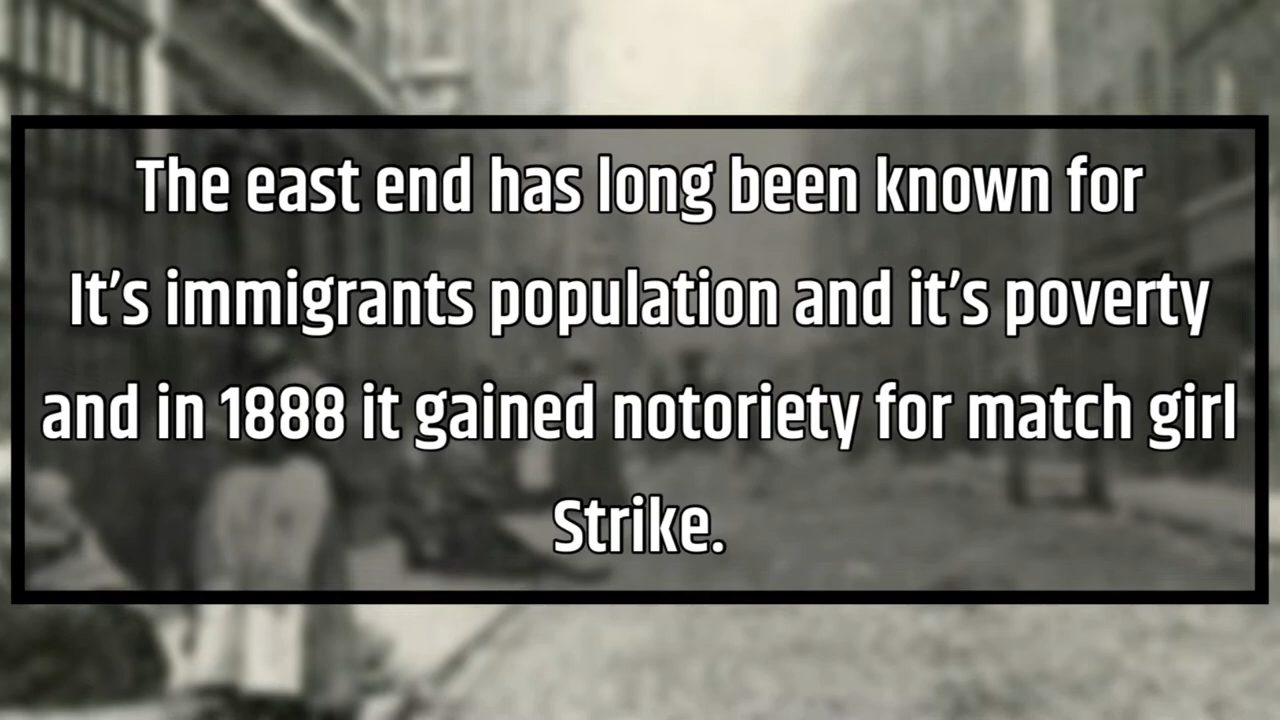 The east end has long been known for
It’s immigrants population and it’s poverty
and in 1888 it gained notoriety for match girl
Strike.